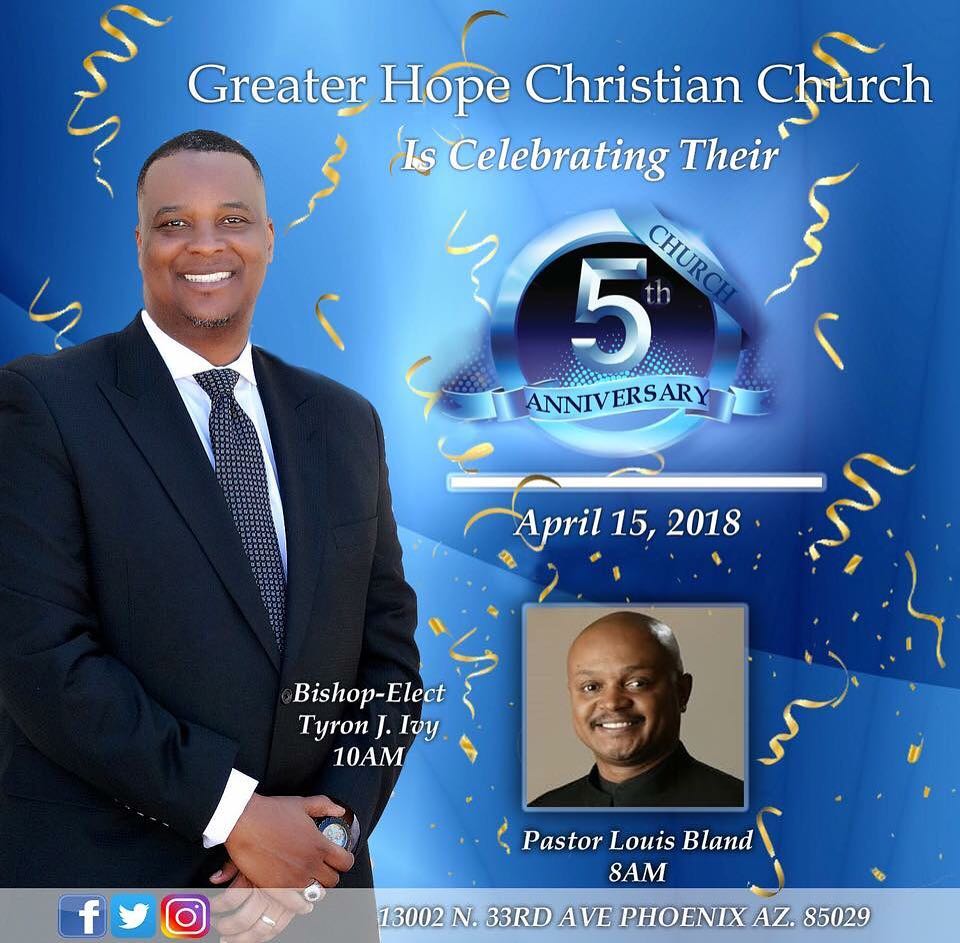 Greater Hope Christian Church
Is Celebrating Their
CHURCH
5th
ANNIVERSARY
April 15, 2018
Bishop-Elect
Tyron J. Ivy
10AM
Pastor Louis Bland
8AM
13002 N. 33RD AVE PHOENIX AZ. 85029